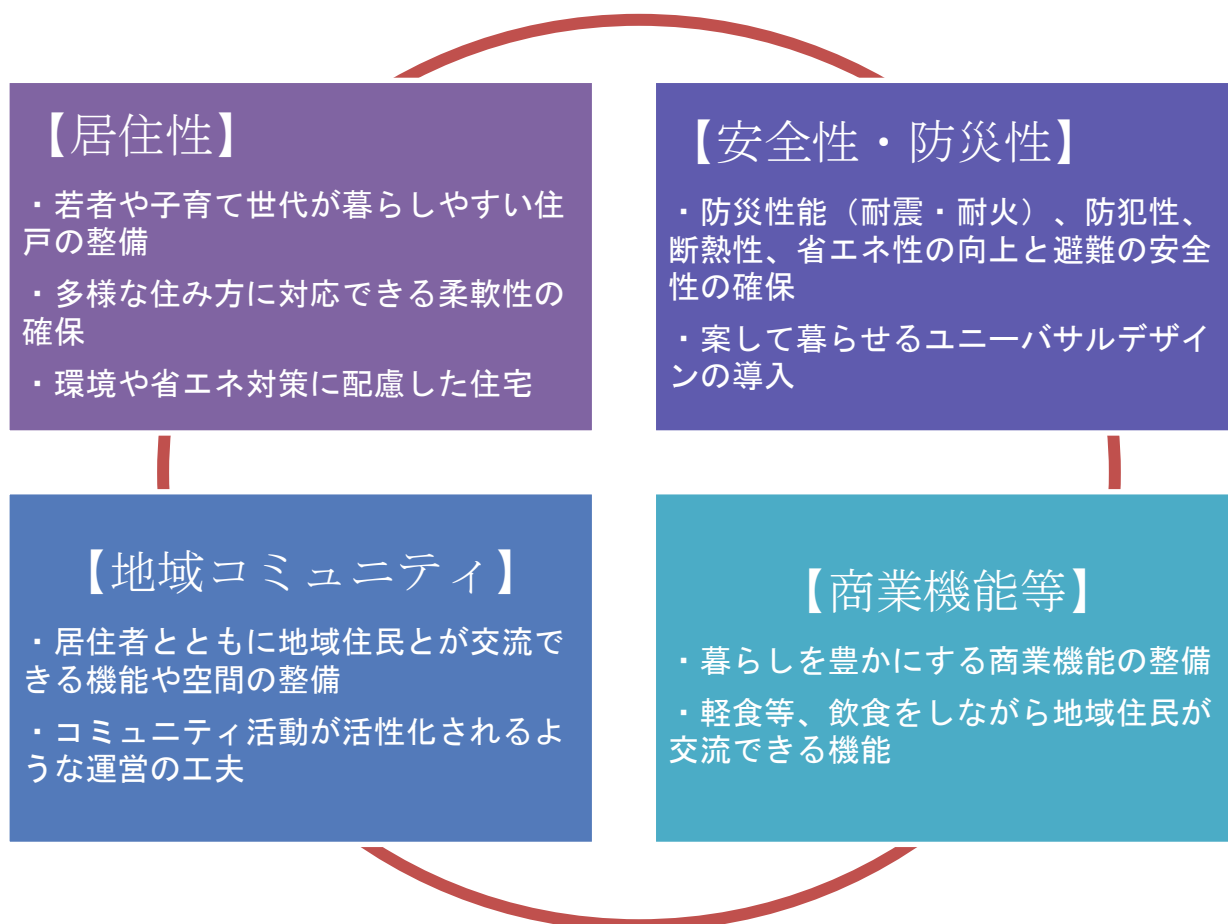 【居住性】
・若者や子育て世代が暮らしやすい住
戸の整備
・多様な住み方に対応できる柔軟性の
確保
・環境や省エネ対策に配慮した住宅
【安全性・防災性】
・防災性能（耐震・耐火）、防犯性、
断熱性、省エネ性の向上と避難の安全
性の確保
・案して暮らせるユニーバサルデザイ
ンの導入
【地域コミュニティ】
・居住者とともに地域住民とが交流で
きる機能や空間の整備
・コミュニティ活動が活性化されるよ
うな運営の工夫
【商業機能等】
・暮らしを豊かにする商業機能の整備
・軽食等、飲食をしながら地域住民が
交流できる機能